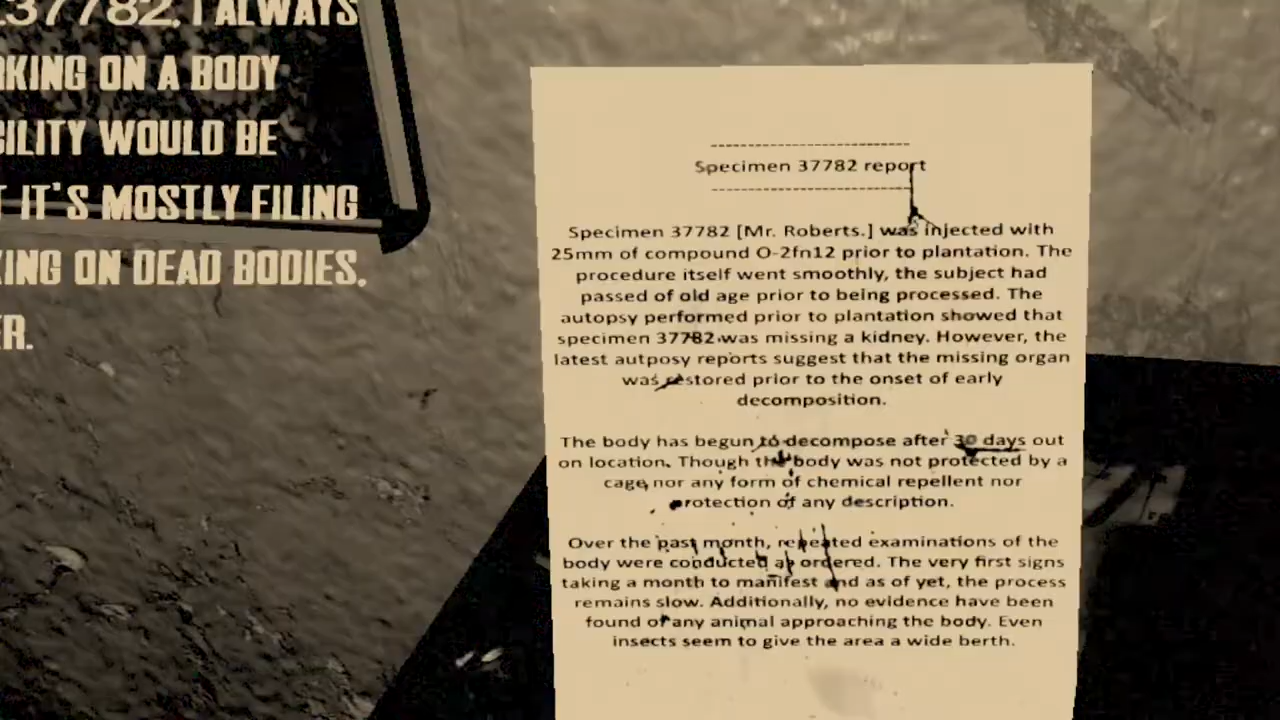 37782. I ALWAYS
RKING ON A BODY
ILITY WOULD BE
T IT'S MOSTLY FILING
KING ON DEAD BODIES.
ER.
Specimen 37782 report
Specimen 37782 [Mr. Roberts.] was injected with
25mm of compound O-2fn12 prior to plantation. The
procedure itself went smoothly, the subject had
passed of old age prior to being processed. The
autopsy performed prior to plantation showed that
specimen 37782 was missing a kidney. However, the
latest autposy reports suggest that the missing organ
was restored prior to the onset of early
decomposition.
The body has begun to decompose after 30 days out
on location. Though the body was not protected by a
cage nor any form of chemical repellent nor
protection of any description.
Over the past month, repeated examinations of the
body were conducted as ordered. The very first signs
taking a month to manifest and as of yet, the process
remains slow. Additionally, no evidence have been
found of any animal approaching the body. Even
insects seem to give the area a wide berth.